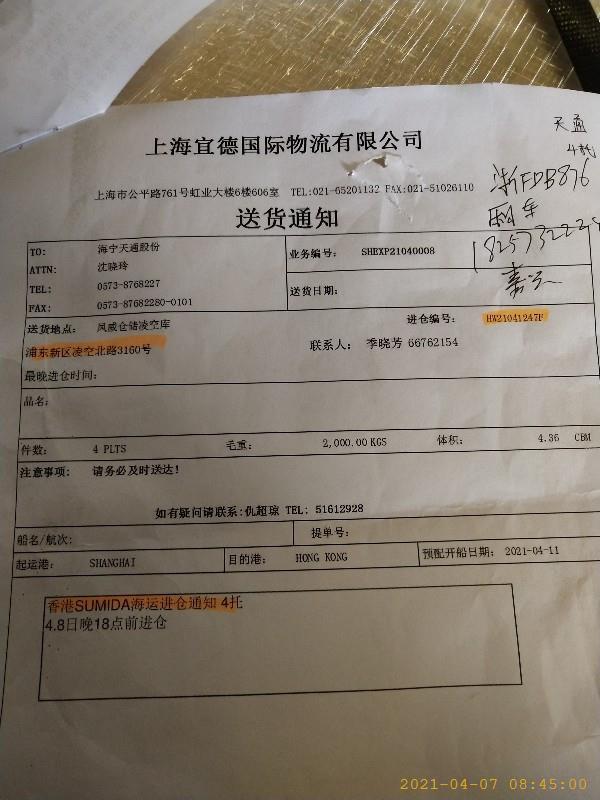 上海宜德国际物流有限公司
天通
4托
浙FDB876
上海市公平路761号虹业大楼6楼606室 TEL:021-65201132 FAX:021-51026110
送货通知
TO: 海宁天通股份
ATTN: 沈晓玲
TEL: 0573-8768227
FAX: 0573-87682280-0101
业务编号: SHEXP21040008
送货日期:
嘉兴
送货地点: 风威仓储凌空库
进仓编号: HW21041247F
浦东新区凌空北路3160号
联系人: 季晓芳 66762154
最晚进仓时间:
品名:
件数: 4 PLTS 毛重: 2,000.00 KGS 体积: 4.36 CBM
注意事项: 请务必及时送达!
如有疑问请联系:仇超琼 TEL: 51612928
船名/航次: 提单号:
起运港: SHANGHAI 目的港: HONG KONG 预配开船日期: 2021-04-11
香港SUMIDA海运进仓通知 4托
4.8日晚18点前进仓
2021-04-07 08:45:00